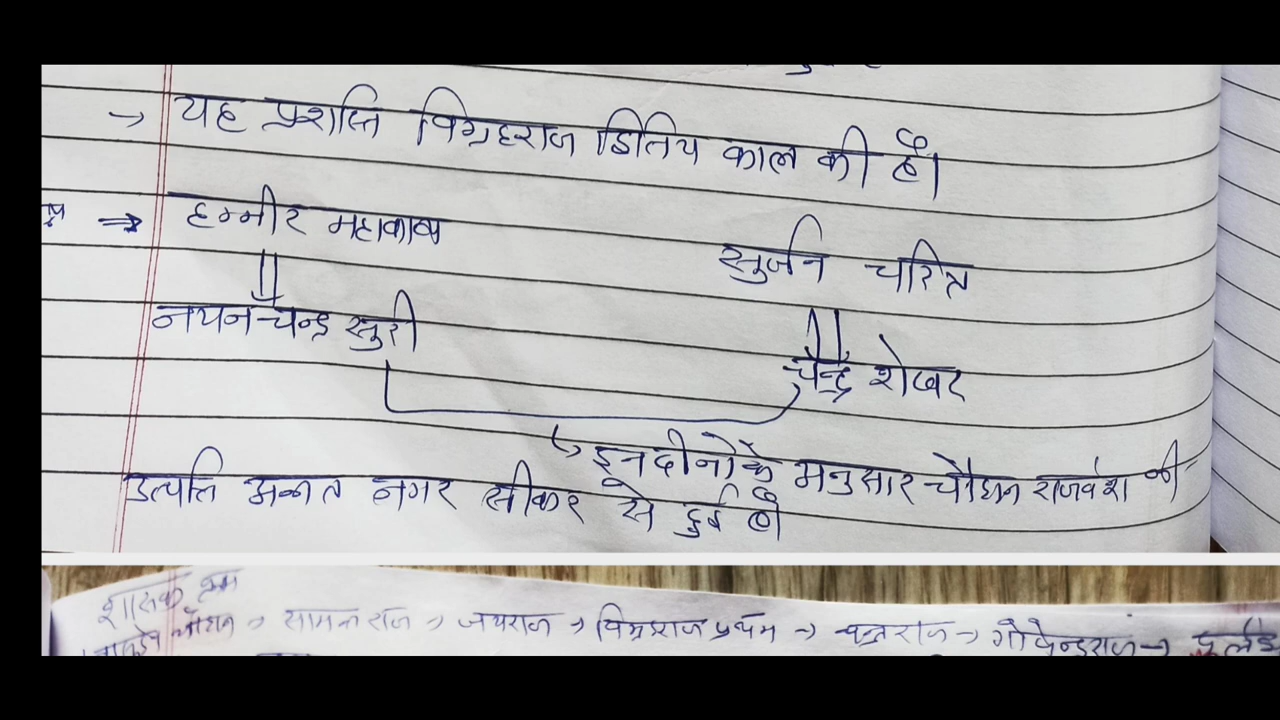 → यह प्रशस्ति विग्रहराज द्वितिय काल की है।
⇒ हम्मीर महाकाव्य सुर्जन चरित्र
नयनचन्द्र सुरी चन्द्र शेखर
↳ इन दोनों के अनुसार चौहान राजवंश की
उत्पत्ति अनन्त नगर सीकर से हुई है
शासक क्रम
चौहान → सामन्तराज → जयराज → विग्रहराज प्रथम → चन्द्रराज → गोपेन्द्रराज →